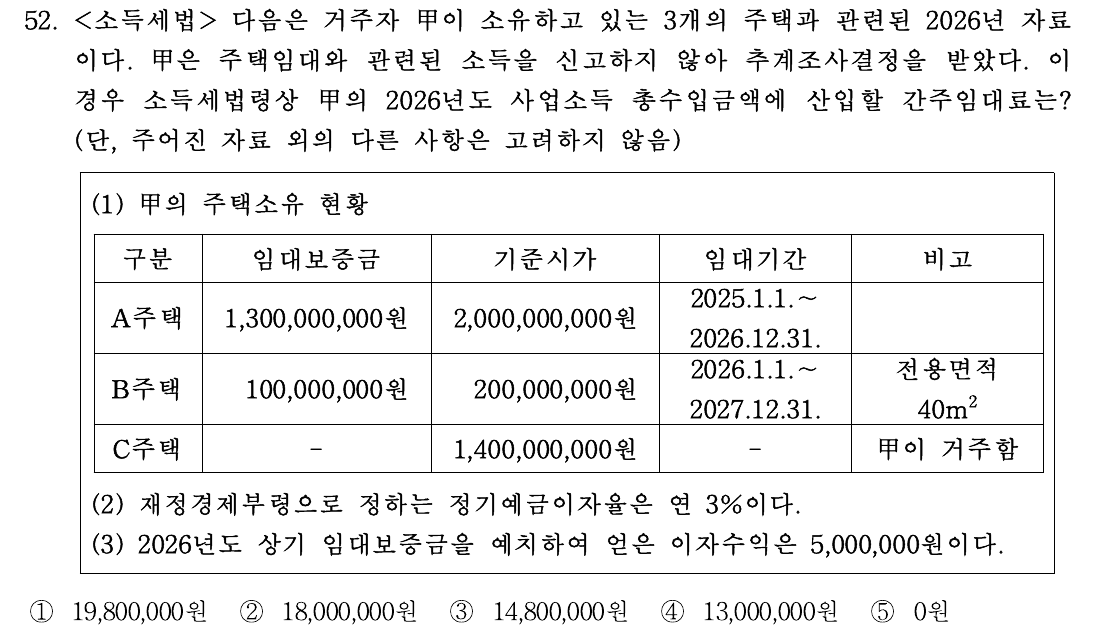 52. <소득세법> 다음은 거주자 甲이 소유하고 있는 3개의 주택과 관련된 2026년 자료
이다. 甲은 주택임대와 관련된 소득을 신고하지 않아 추계조사결정을 받았다. 이
경우 소득세법령상 甲의 2026년도 사업소득 총수입금액에 산입할 간주임대료는?
(단, 주어진 자료 외의 다른 사항은 고려하지 않음)
(1) 甲의 주택소유 현황
구분 임대보증금 기준시가 임대기간 비고
A주택 1,300,000,000원 2,000,000,000원 2025.1.1.~
2026.12.31.
B주택 100,000,000원 200,000,000원 2026.1.1.~ 전용면적
2027.12.31. 40m²
C주택 - 1,400,000,000원 - 甲이 거주함
(2) 재정경제부령으로 정하는 정기예금이자율은 연 3%이다.
(3) 2026년도 상기 임대보증금을 예치하여 얻은 이자수익은 5,000,000원이다.
① 19,800,000원 ② 18,000,000원 ③ 14,800,000원 ④ 13,000,000원 ⑤ 0원